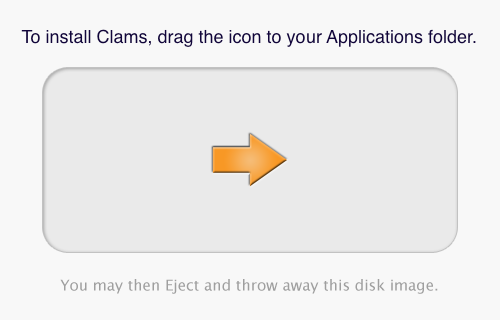 To install Clams, drag the icon to your Applications folder.
You may then Eject and throw away this disk image.